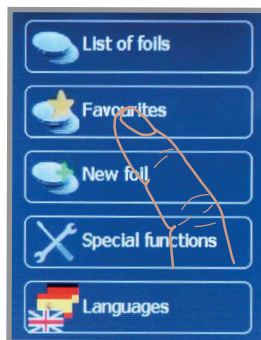 List of foils
Favourites
New foil
Special functions
Languages